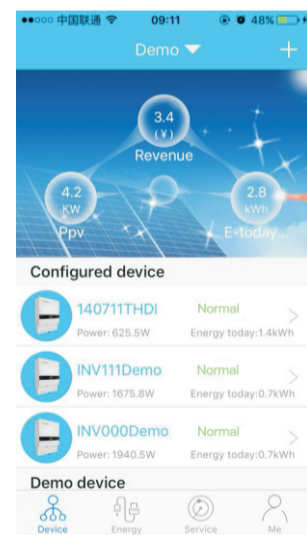 中国联通 09:11 48%
Demo
3.4
(¥)
Revenue
4.2
KW
Ppv
2.8
kWh
E-today...
Configured device
140711THDI Normal
Power: 625.5W Energy today:1.4kWh
INV111Demo Normal
Power: 1675.8W Energy today:0.7kWh
INV000Demo Normal
Power: 1940.5W Energy today:0.7kWh
Demo device
Device Energy Service Me